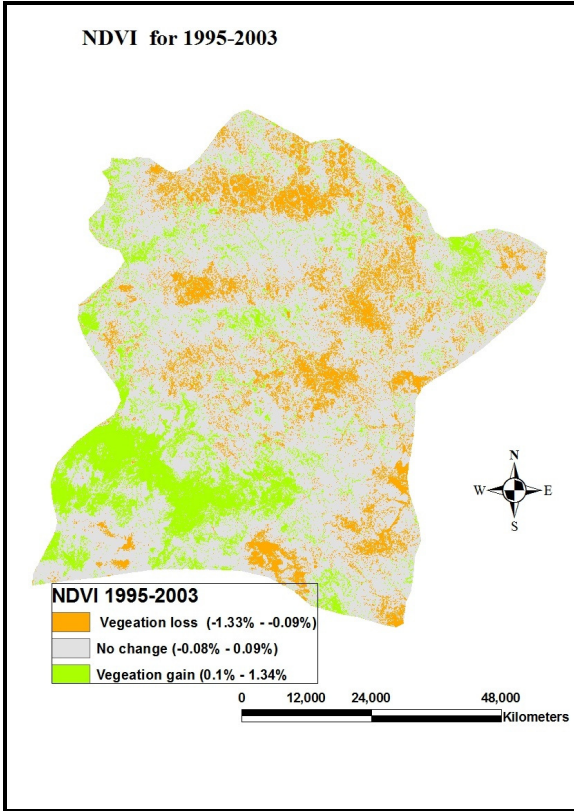 NDVI for 1995-2003
N
W E
S
NDVI 1995-2003
Vegeation loss (-1.33% - -0.09%)
No change (-0.08% - 0.09%)
Vegeation gain (0.1% - 1.34%
0 12,000 24,000 48,000
Kilometers